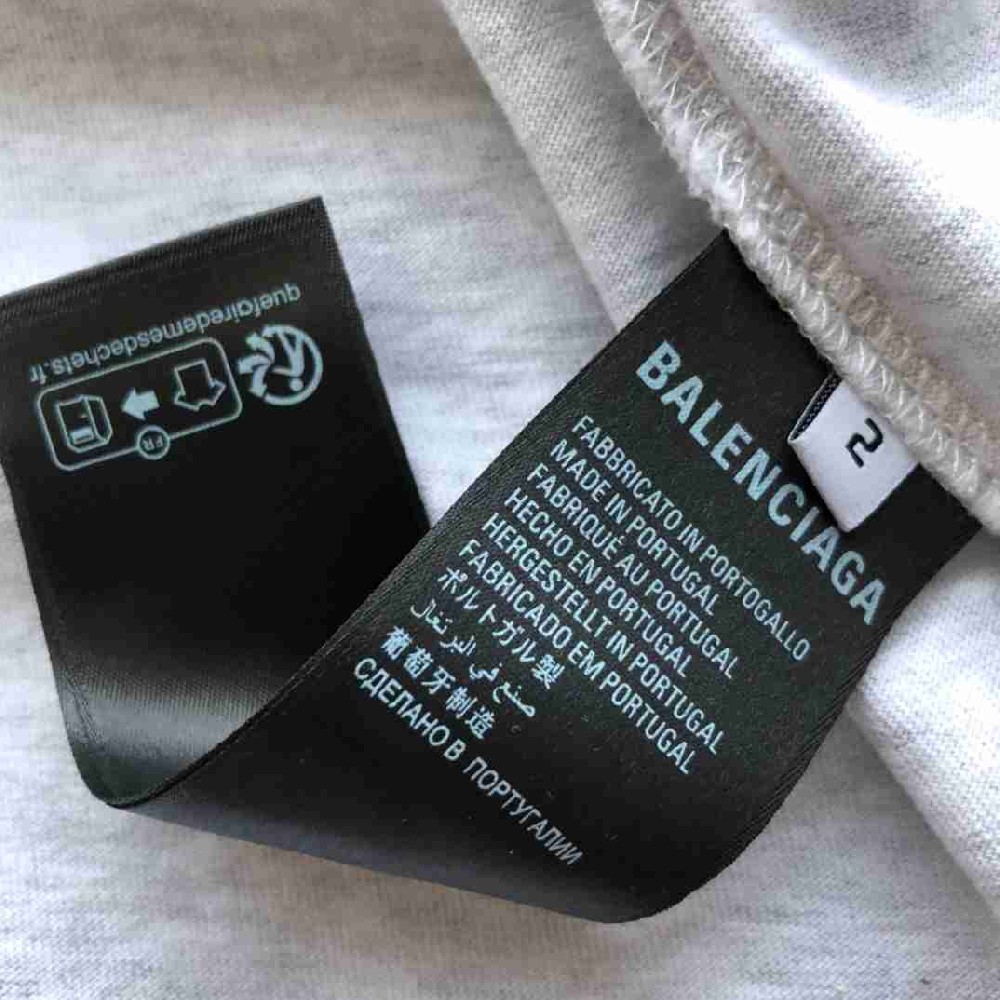 BALENCIAGA
2
FABBRICATO IN PORTOGALLO
MADE IN PORTUGAL
FABRIQUÉ AU PORTUGAL
HECHO EN PORTUGAL
HERGESTELLT IN PORTUGAL
FABRICADO EM PORTUGAL
ポルトガル製
صنع في البرتغال
葡萄牙制造
СДЕЛАНО В ПОРТУГАЛИИ
FR
quefairedemesdechets.fr